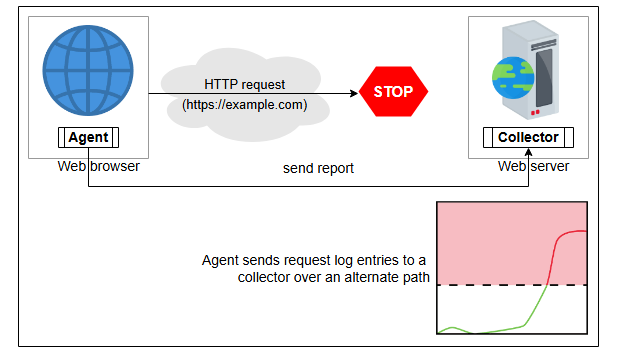 HTTP request
(https://example.com)
STOP
Agent
Collector
Web browser
Web server
send report
Agent sends request log entries to a
collector over an alternate path